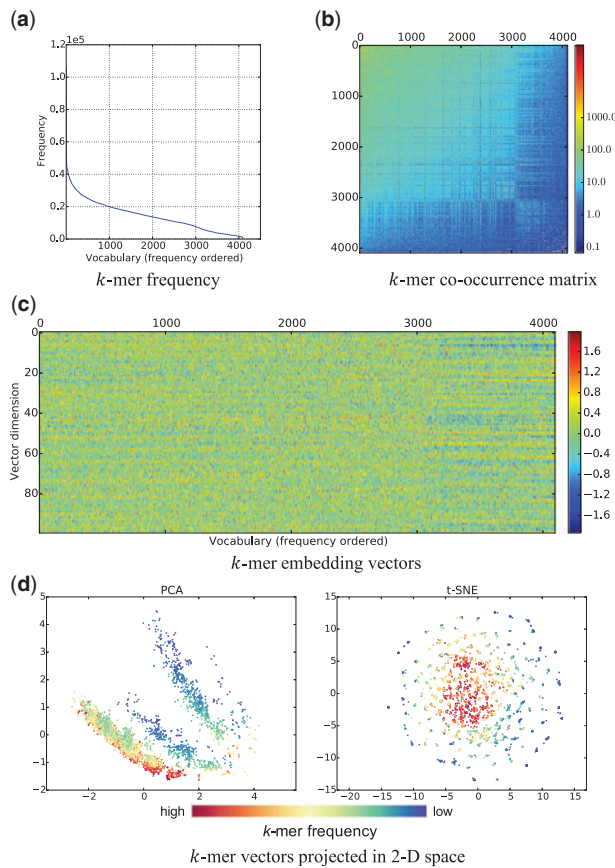 (a)
1.2 1e5
1.0
0.8
0.6
0.4
0.2
0.0
Frequency
1000 2000 3000 4000
Vocabulary (frequency ordered)
k-mer frequency
(b)
0 1000 2000 3000 4000
0
1000
2000
3000
4000
1000.0
100.0
10.0
1.0
0.1
k-mer co-occurrence matrix
(c)
0 1000 2000 3000 4000
0
20
40
60
80
Vector dimension
Vocabulary (frequency ordered)
1.6
1.2
0.8
0.4
0.0
−0.4
−0.8
−1.2
−1.6
k-mer embedding vectors
(d)
PCA
5
4
3
2
1
0
−1
−2
−2 0 2 4
t-SNE
15
10
5
0
−5
−10
−15
−20 −15 −10 −5 0 5 10 15
high low
k-mer frequency
k-mer vectors projected in 2-D space